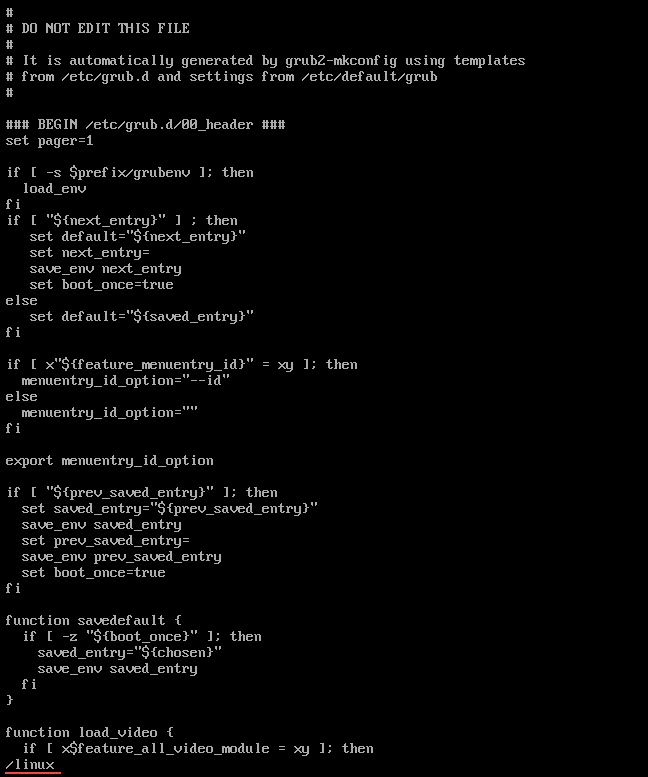 #
# DO NOT EDIT THIS FILE
#
# It is automatically generated by grub2-mkconfig using templates
# from /etc/grub.d and settings from /etc/default/grub
#

### BEGIN /etc/grub.d/00_header ###
set pager=1

if [ -s $prefix/grubenv ]; then
  load_env
fi
if [ "${next_entry}" ] ; then
   set default="${next_entry}"
   set next_entry=
   save_env next_entry
   set boot_once=true
else
   set default="${saved_entry}"
fi

if [ x"${feature_menuentry_id}" = xy ]; then
  menuentry_id_option="--id"
else
  menuentry_id_option=""
fi

export menuentry_id_option

if [ "${prev_saved_entry}" ]; then
  set saved_entry="${prev_saved_entry}"
  save_env saved_entry
  set prev_saved_entry=
  save_env prev_saved_entry
  set boot_once=true
fi

function savedefault {
  if [ -z "${boot_once}" ]; then
    saved_entry="${chosen}"
    save_env saved_entry
  fi
}

function load_video {
  if [ x$feature_all_video_module = xy ]; then
/linux